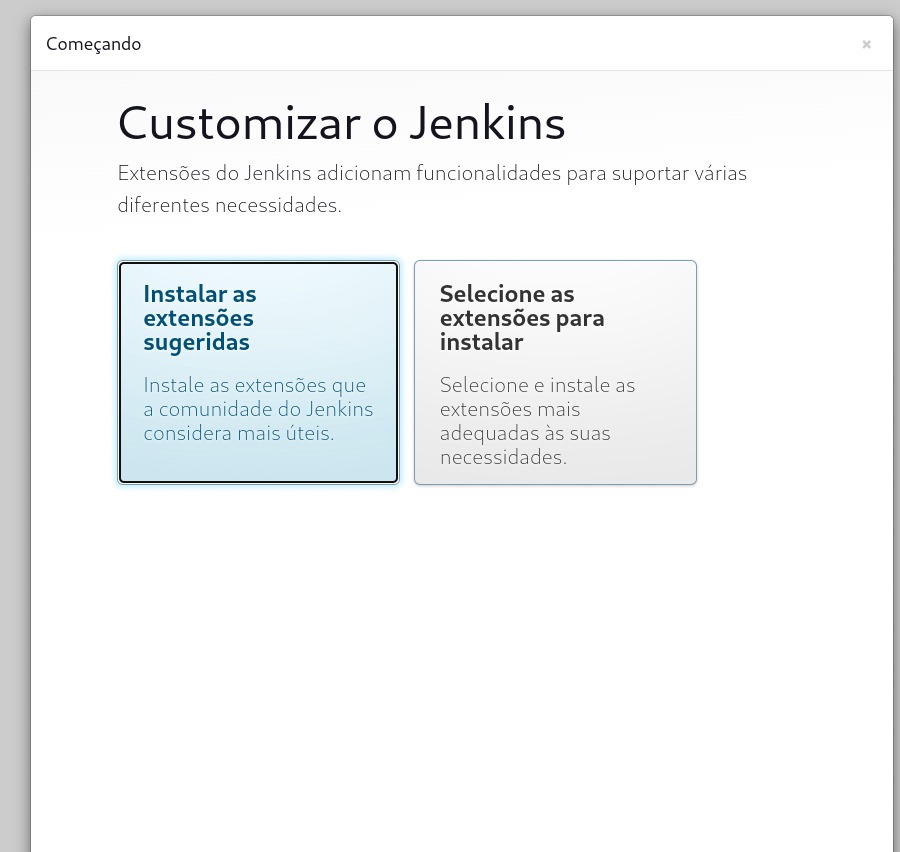 Começando
×
Customizar o Jenkins
Extensões do Jenkins adicionam funcionalidades para suportar várias
diferentes necessidades.
Instalar as
extensões
sugeridas
Instale as extensões que
a comunidade do Jenkins
considera mais úteis.
Selecione as
extensões para
instalar
Selecione e instale as
extensões mais
adequadas às suas
necessidades.